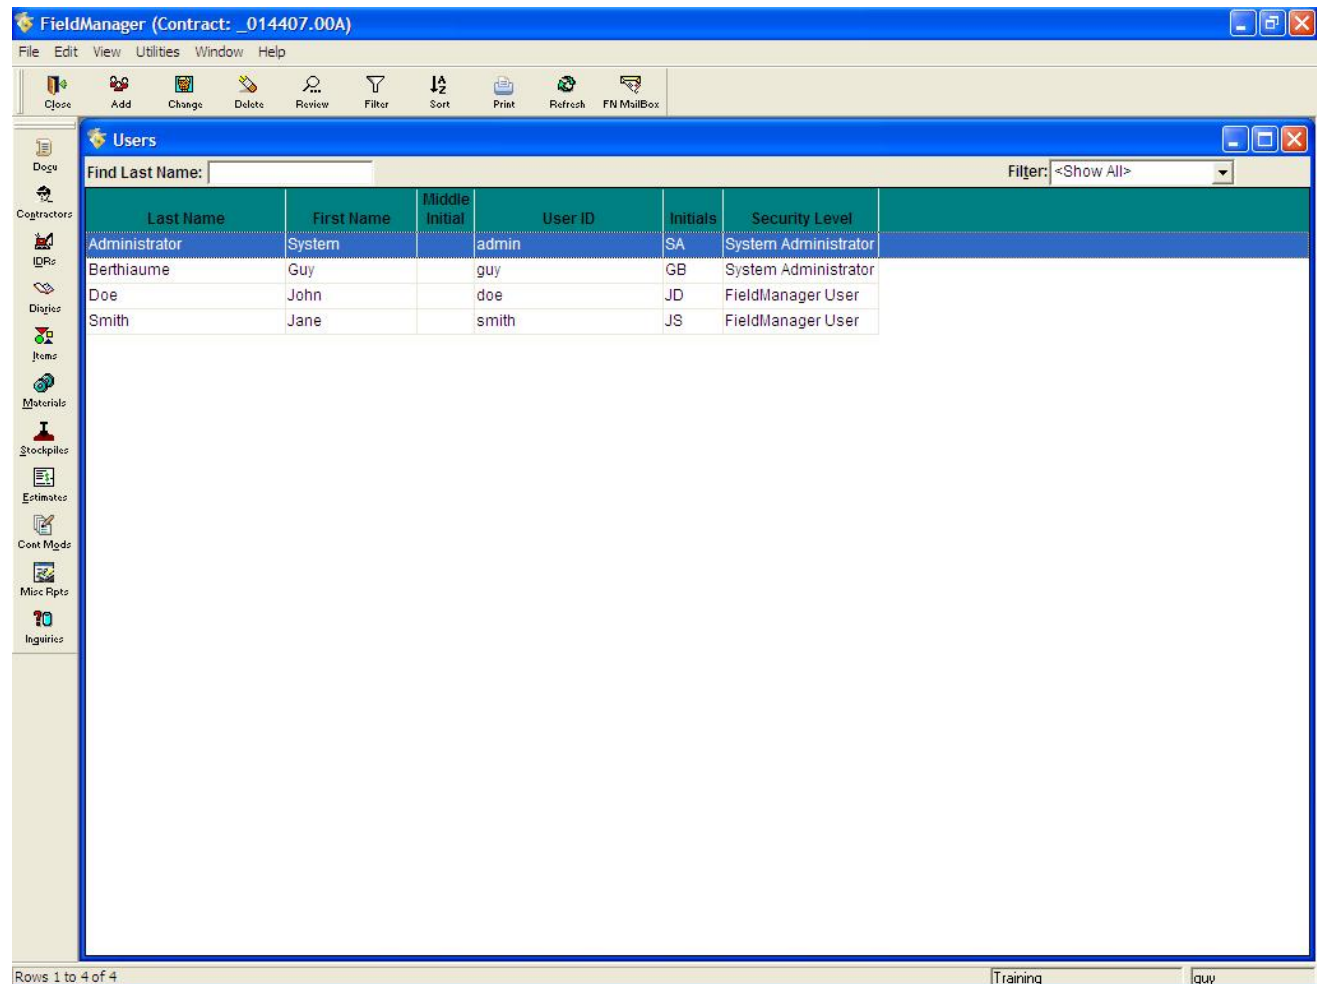 FieldManager (Contract: _014407.00A)
File Edit View Utilities Window Help
Close Add Change Delete Review Filter Sort Print Refresh FN MailBox
Users
Find Last Name: Filter: <Show All>
Last Name First Name Middle Initial User ID Initials Security Level
Administrator System admin SA System Administrator
Berthiaume Guy guy GB System Administrator
Doe John doe JD FieldManager User
Smith Jane smith JS FieldManager User
Docu
Contractors
IDRs
Diaries
Items
Materials
Stockpiles
Estimates
Cont Mods
Misc Rpts
Inquiries
Rows 1 to 4 of 4 Training guy